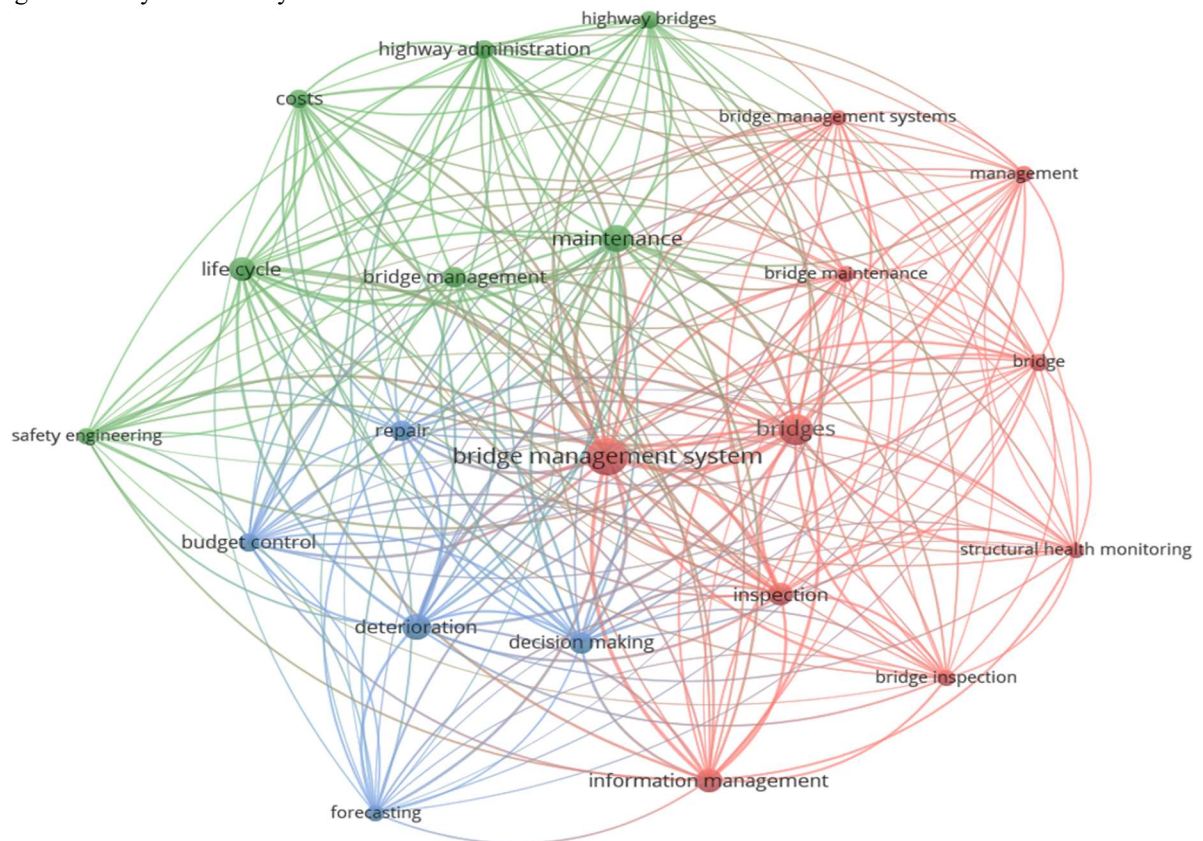 highway bridges
highway administration
costs
bridge management systems
management
maintenance
life cycle
bridge management
bridge maintenance
bridge
safety engineering
repair
bridges
bridge management system
budget control
structural health monitoring
inspection
deterioration
decision making
bridge inspection
information management
forecasting